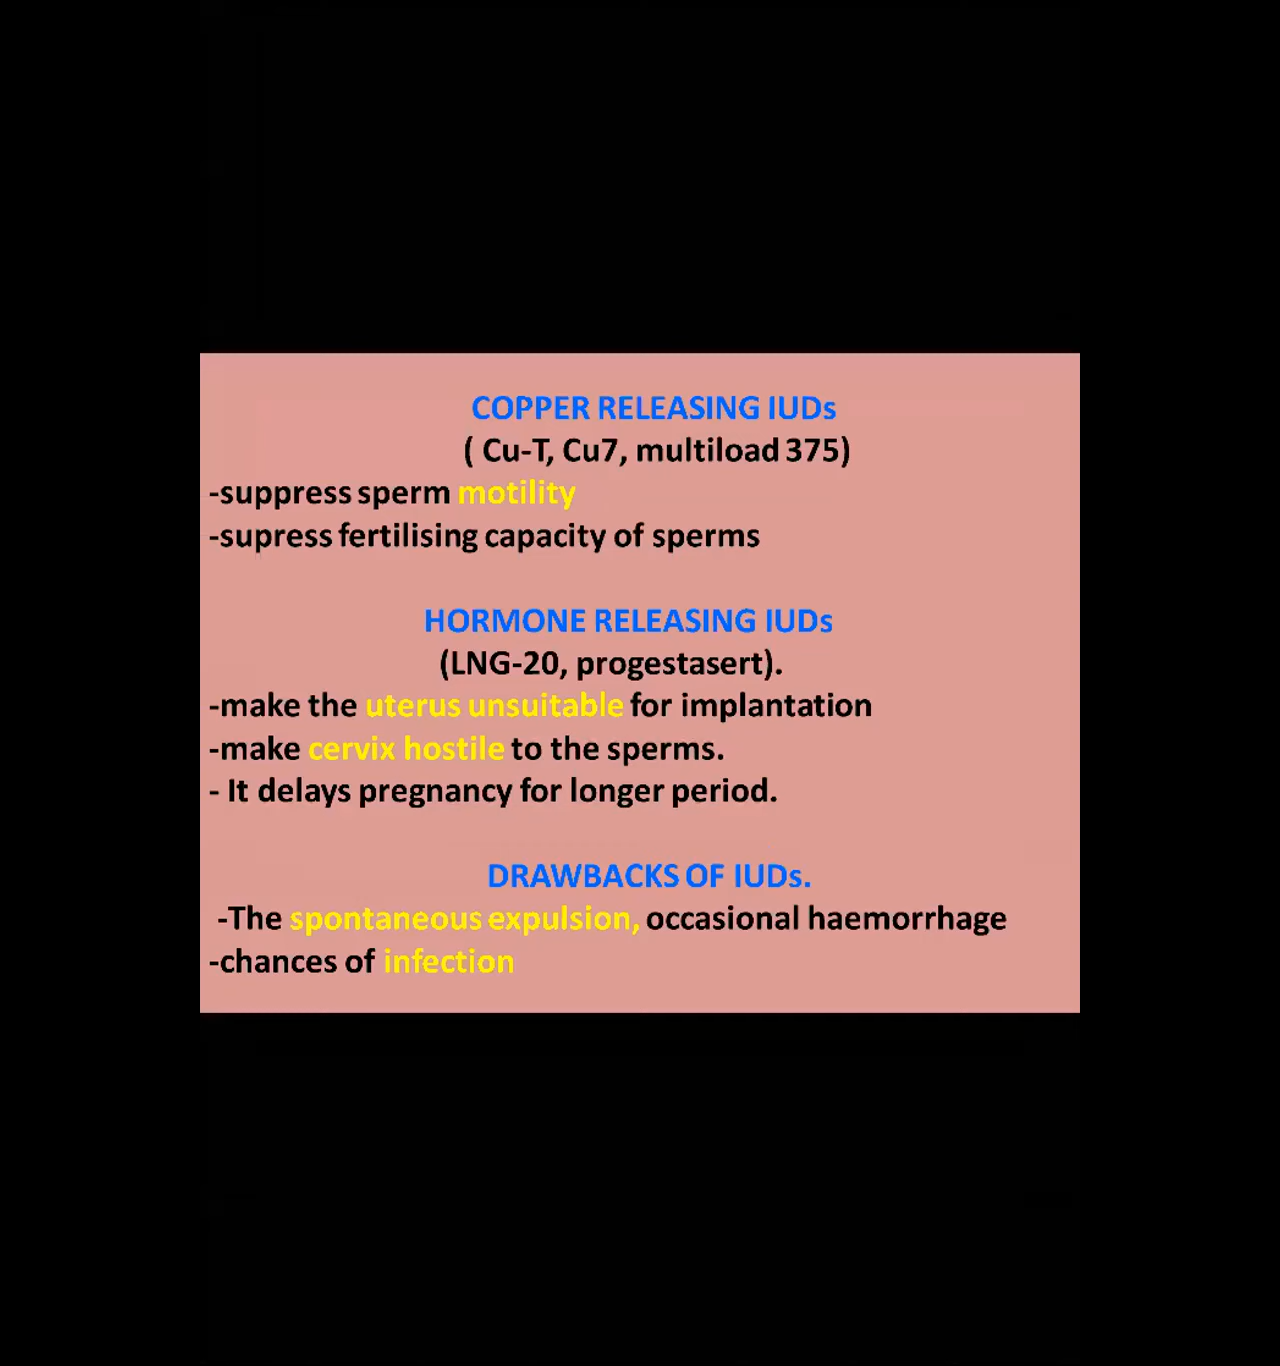 COPPER RELEASING IUDs
( Cu-T, Cu7, multiload 375)
-suppress sperm motility
-supress fertilising capacity of sperms
HORMONE RELEASING IUDs
(LNG-20, progestasert).
-make the uterus unsuitable for implantation
-make cervix hostile to the sperms.
- It delays pregnancy for longer period.
DRAWBACKS OF IUDs.
-The spontaneous expulsion, occasional haemorrhage
-chances of infection